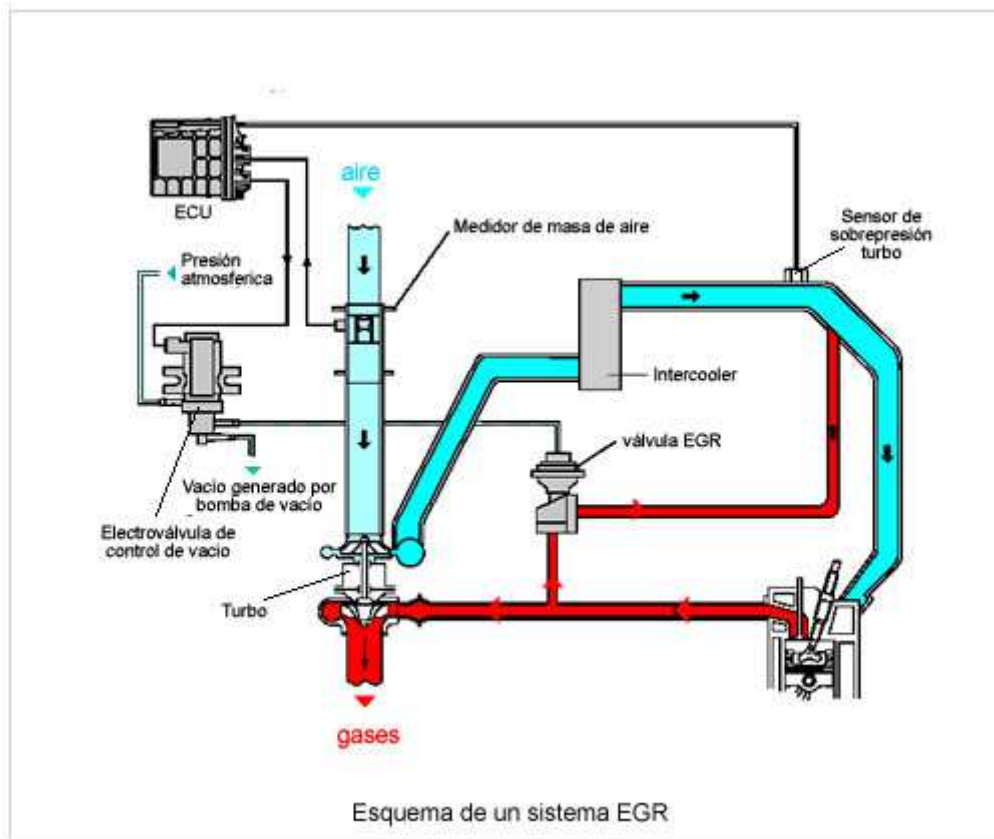 ECU
aire
Medidor de masa de aire
Sensor de
sobrepresión
turbo
Presión
atmosferica
Intercooler
válvula EGR
Vacio generado por
bomba de vacio
Electroválvula de
control de vacio
Turbo
gases
Esquema de un sistema EGR